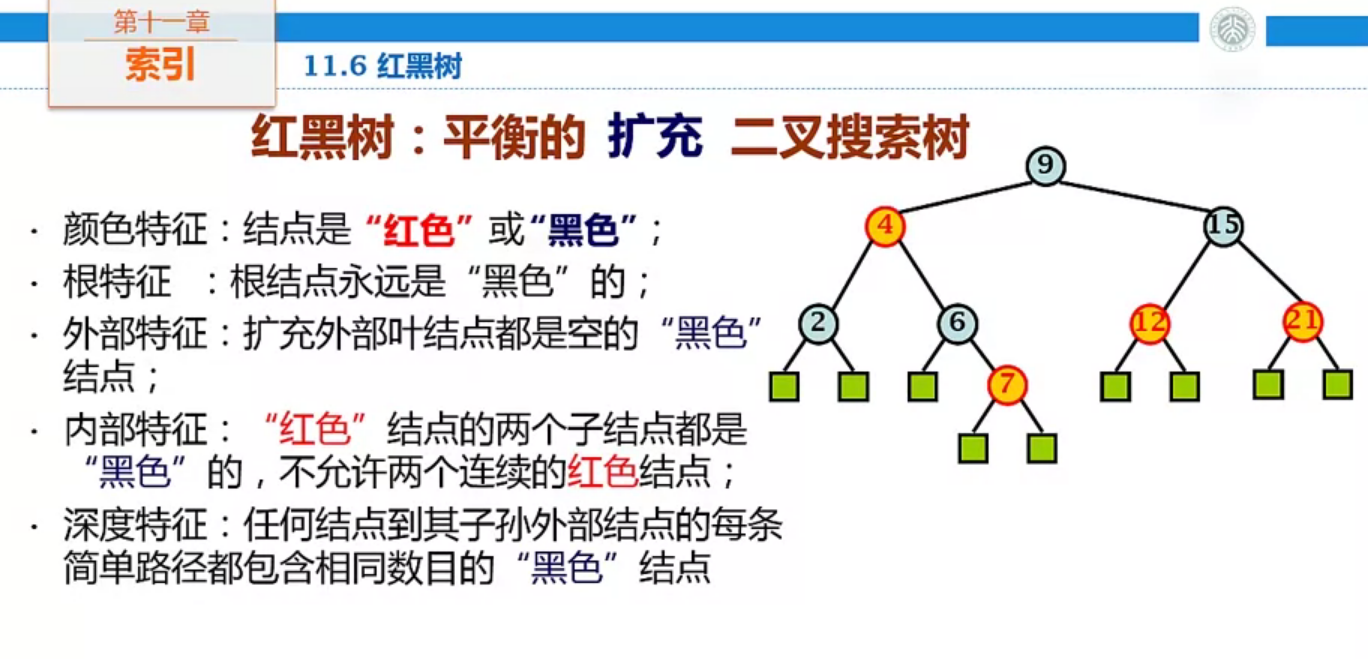 第十一章
索引
11.6 红黑树
红黑树：平衡的 扩充 二叉搜索树
· 颜色特征：结点是 “红色” 或“黑色”；
· 根特征 ：根结点永远是“黑色”的；
· 外部特征：扩充外部叶结点都是空的“黑色”
结点；
· 内部特征：“红色”结点的两个子结点都是
“黑色”的，不允许两个连续的红色结点；
· 深度特征：任何结点到其子孙外部结点的每条
简单路径都包含相同数目的“黑色”结点
9
4 15
2 6 12 21
7